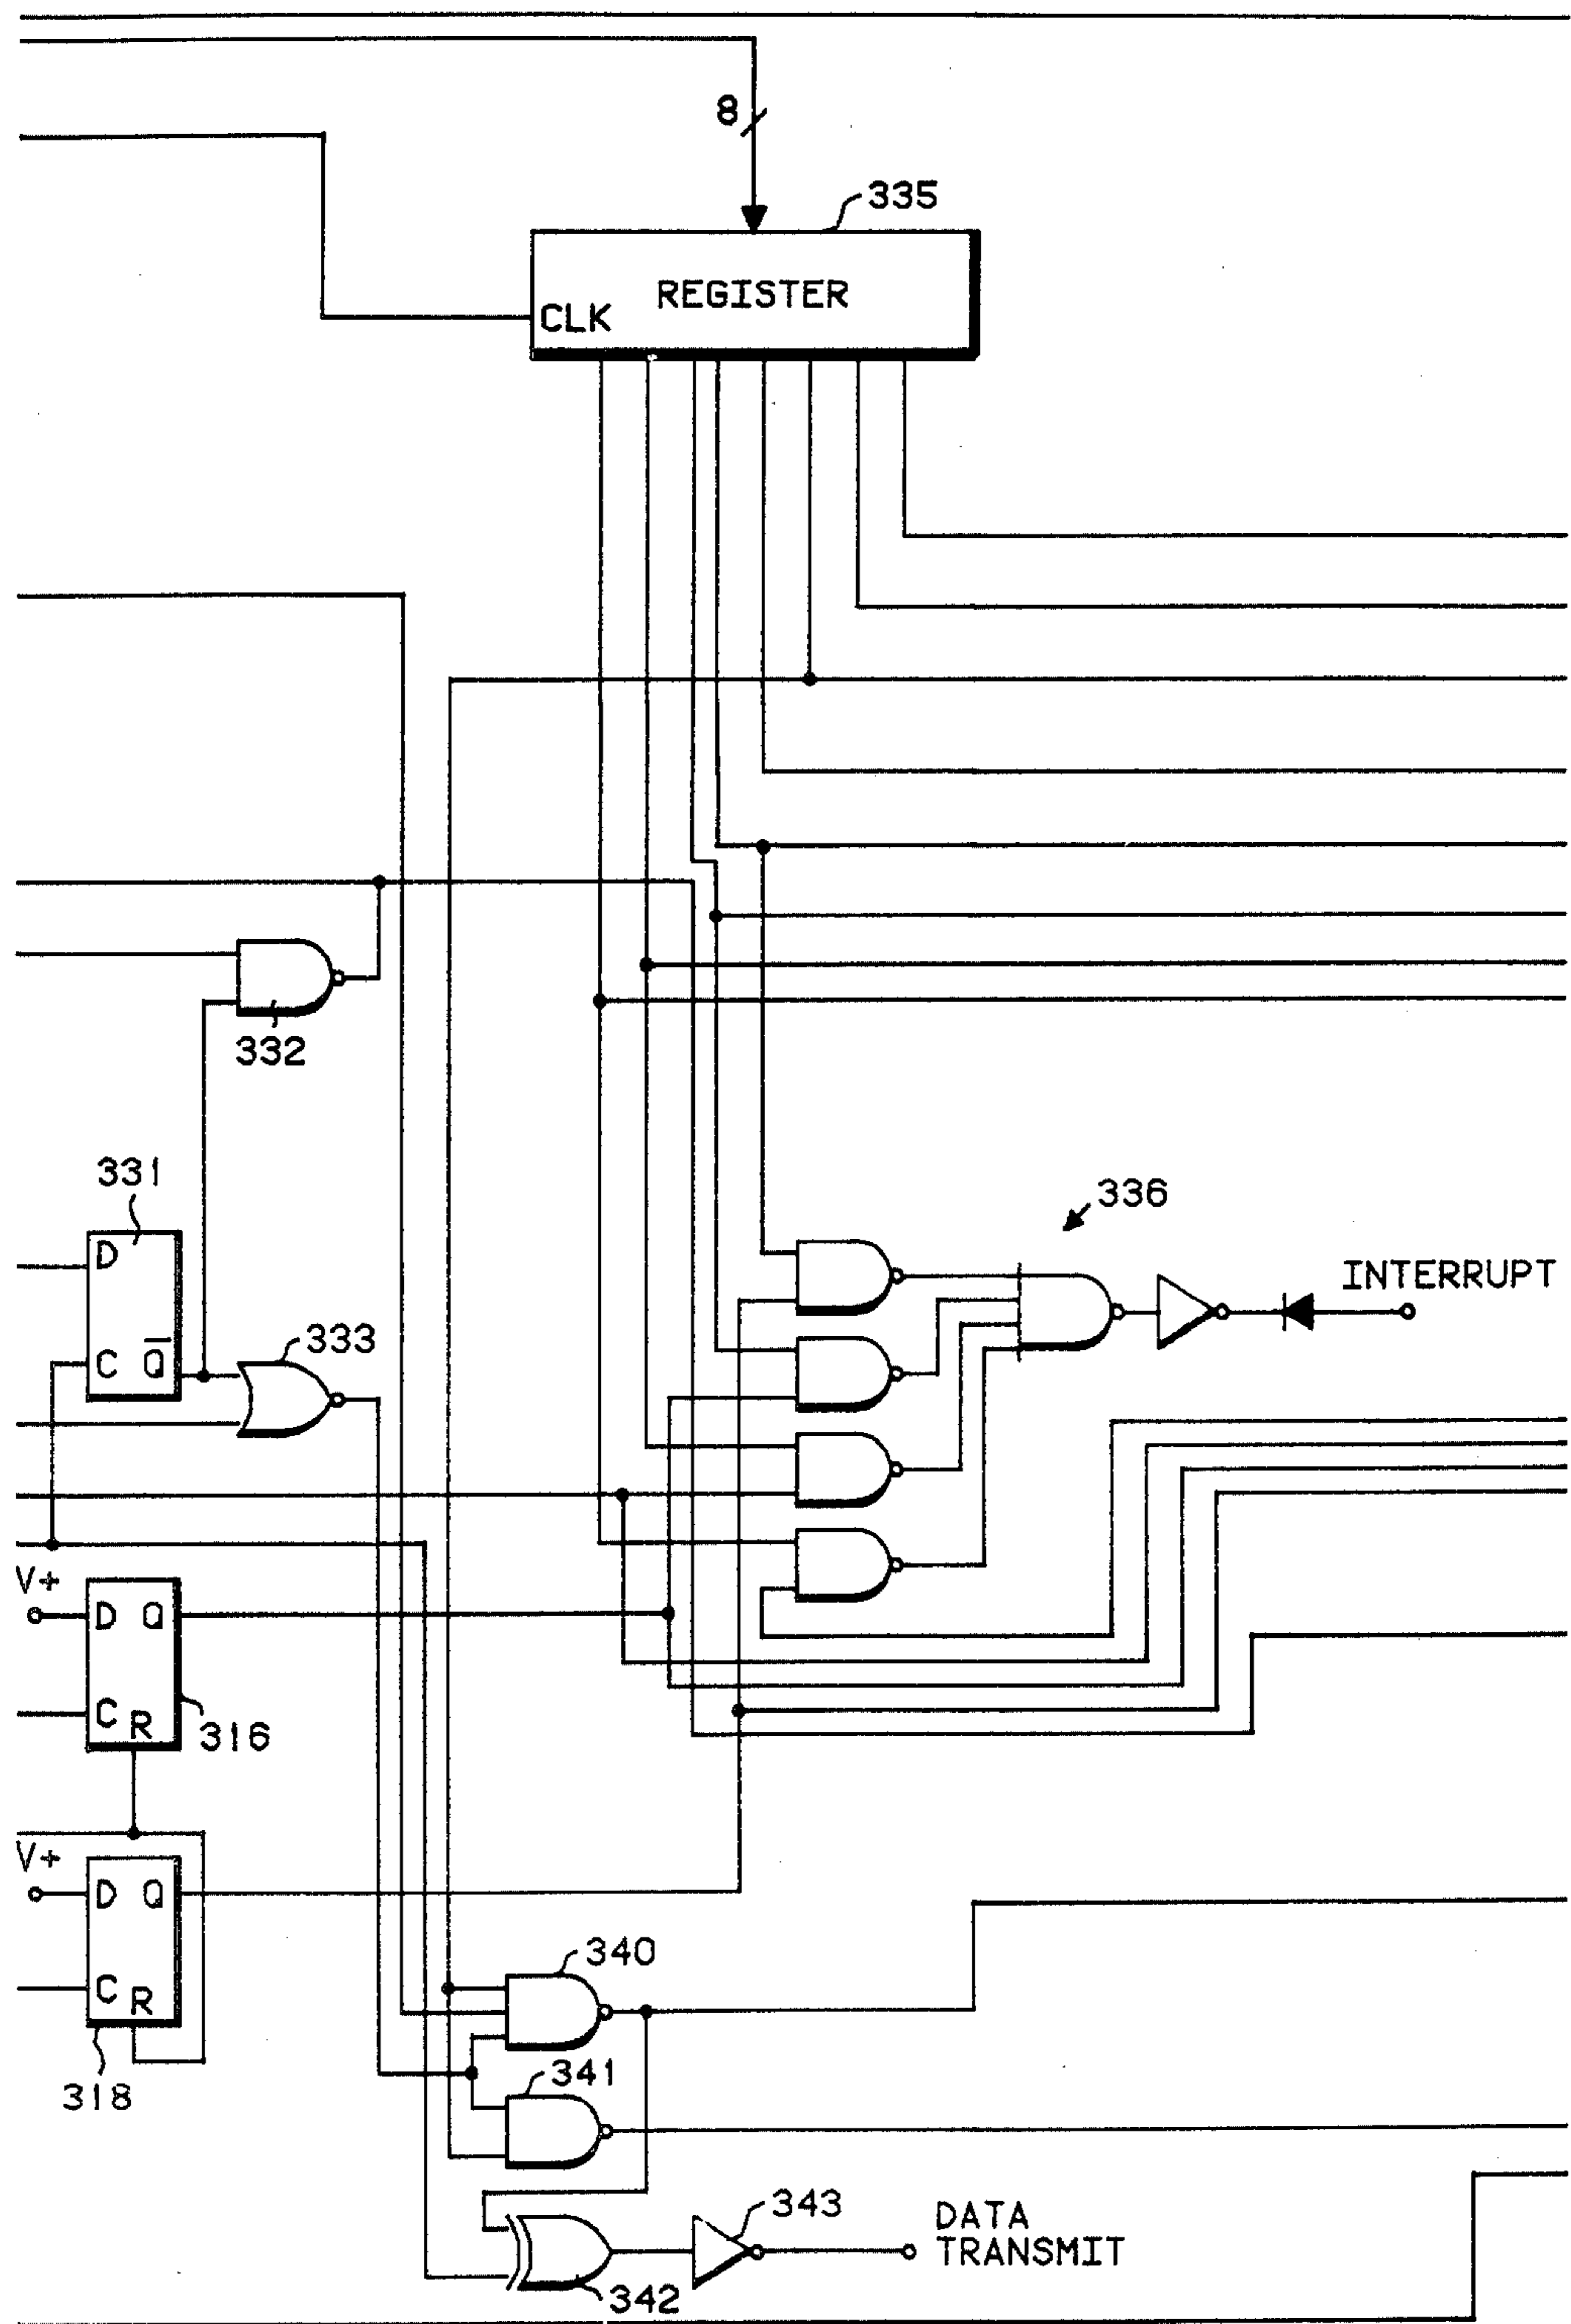 8
335
REGISTER
CLK
332
331
D
C Q̅
333
336
INTERRUPT
V+
D Q
C R
316
V+
D Q
C R
318
340
341
343
DATA
TRANSMIT
342